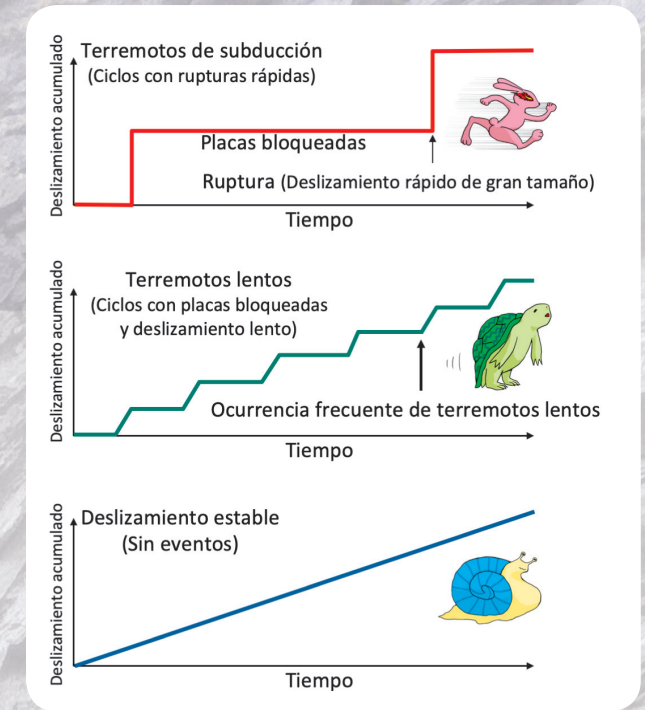 Deslizamiento acumulado
Terremotos de subducción
(Ciclos con rupturas rápidas)
Placas bloqueadas
Ruptura (Deslizamiento rápido de gran tamaño)
Tiempo
Deslizamiento acumulado
Terremotos lentos
(Ciclos con placas bloqueadas
y deslizamiento lento)
Ocurrencia frecuente de terremotos lentos
Tiempo
Deslizamiento acumulado
Deslizamiento estable
(Sin eventos)
Tiempo